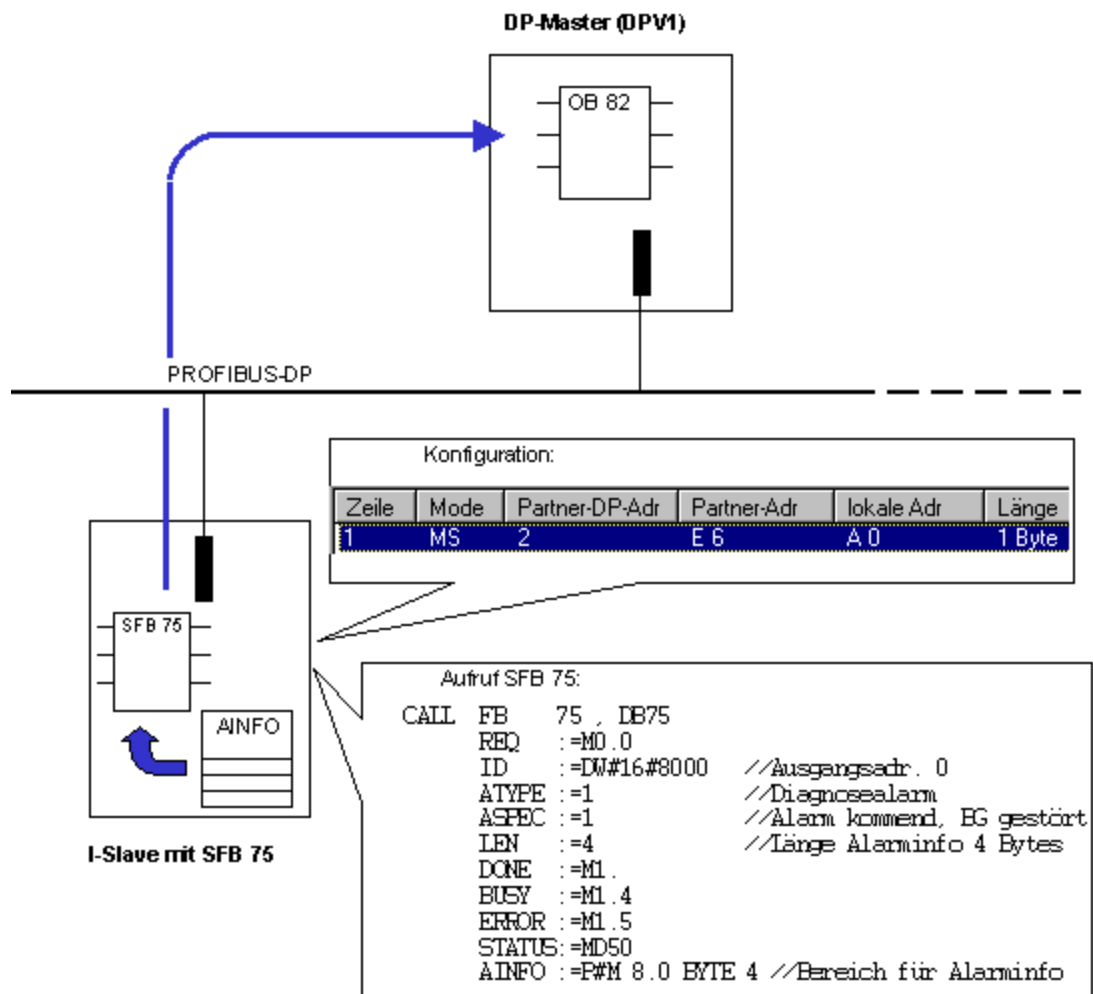 DP-Master (DPV1)
OB 82
PROFIBUS-DP
Konfiguration:
Zeile Mode Partner-DP-Adr Partner-Adr lokale Adr Länge
1 MS 2 E 6 A 0 1 Byte
SFB 75
AINFO
I-Slave mit SFB 75
Aufruf SFB 75:
CALL FB 75 , DB75
REQ :=M0.0
ID :=DW#16#8000 //Ausgangsadr. 0
ATYPE :=1 //Diagnosealarm
ASPEC :=1 //Alarm kommend, EG gestört
LEN :=4 //Länge Alarminfo 4 Bytes
DONE :=M1.
BUSY :=M1.4
ERROR :=M1.5
STATUS:=MD50
AINFO :=P#M 8.0 BYTE 4 //Bereich für Alarminfo